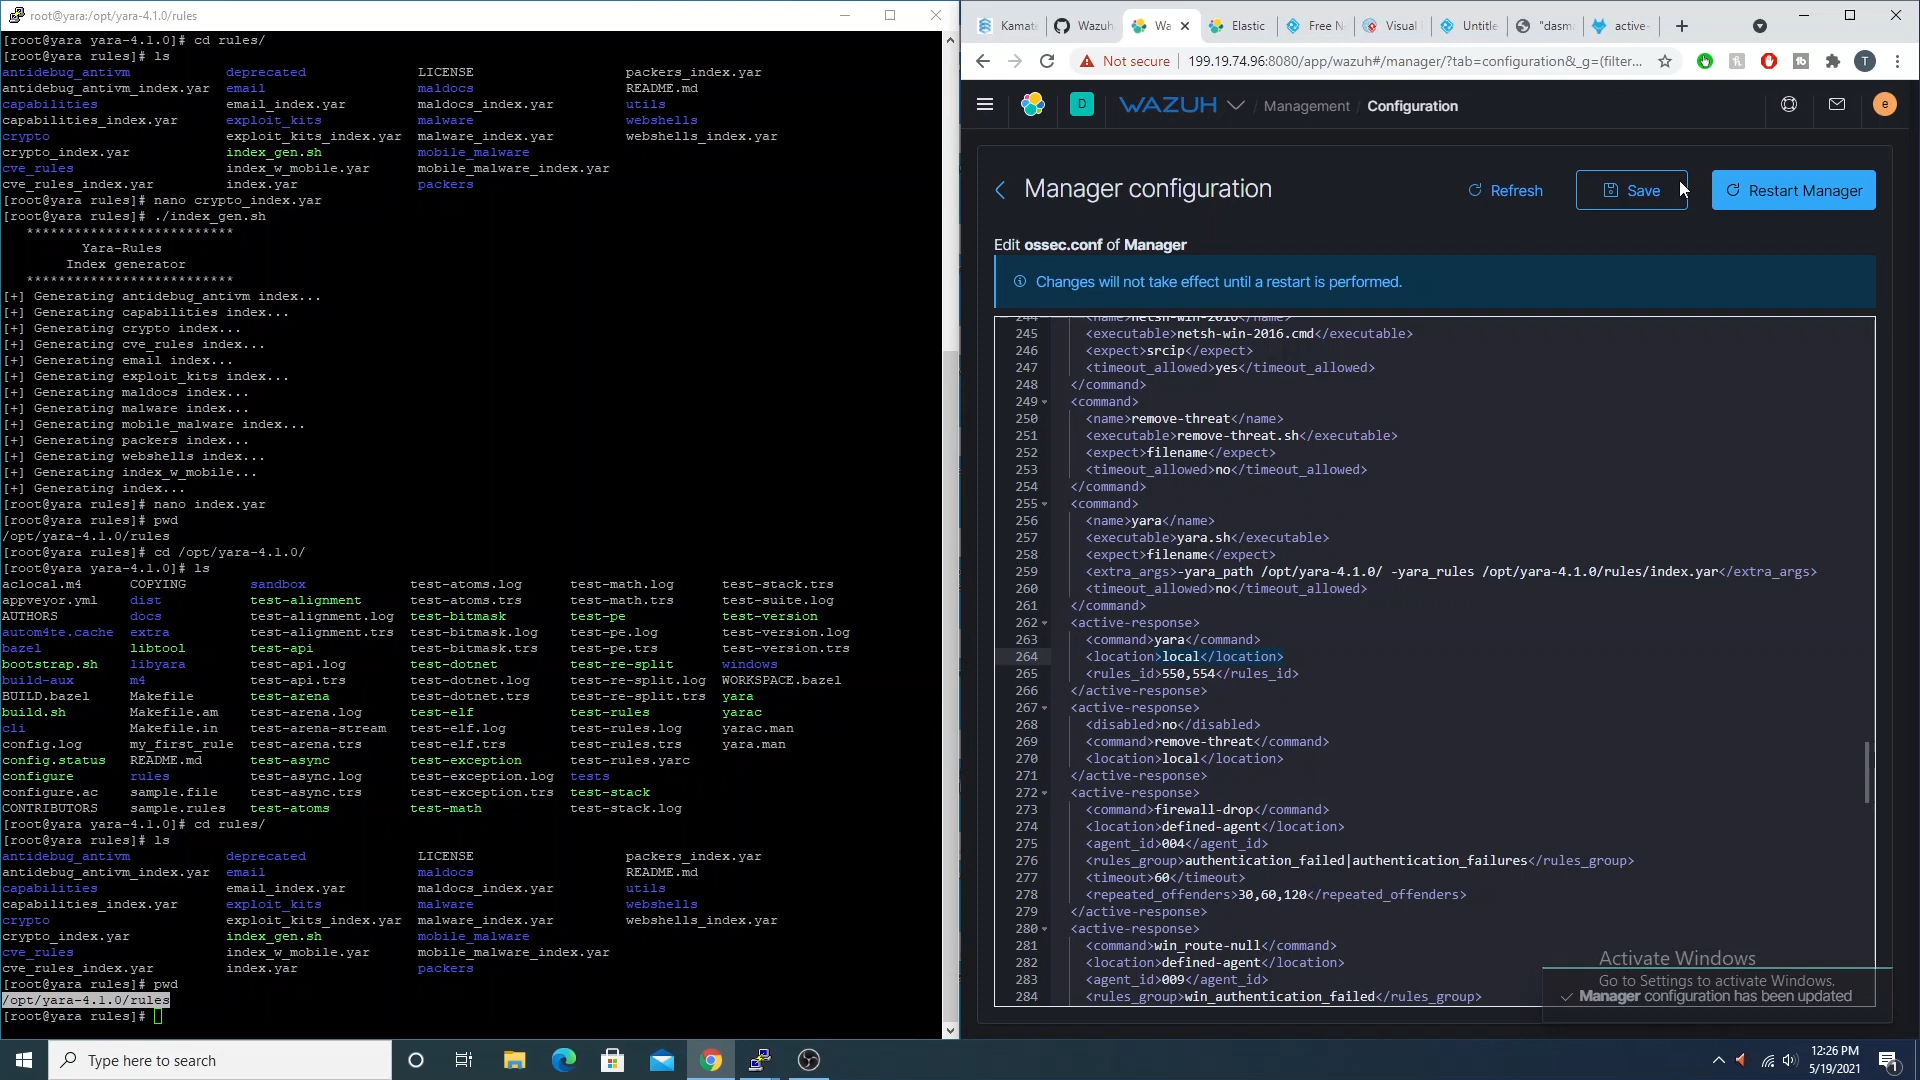 root@yara:/opt/yara-4.1.0/rules
[root@yara yara-4.1.0]# cd rules/
[root@yara rules]# ls
antidebug_antivm deprecated LICENSE packers_index.yar
antidebug_antivm_index.yar email maldocs README.md
capabilities email_index.yar maldocs_index.yar utils
capabilities_index.yar exploit_kits malware webshells
crypto exploit_kits_index.yar malware_index.yar webshells_index.yar
crypto_index.yar index_gen.sh mobile_malware
cve_rules index_w_mobile.yar mobile_malware_index.yar
cve_rules_index.yar index.yar packers
[root@yara rules]# nano crypto_index.yar
[root@yara rules]# ./index_gen.sh
**************************
Yara-Rules
Index generator
**************************
[+] Generating antidebug_antivm index...
[+] Generating capabilities index...
[+] Generating crypto index...
[+] Generating cve_rules index...
[+] Generating email index...
[+] Generating exploit_kits index...
[+] Generating maldocs index...
[+] Generating malware index...
[+] Generating mobile_malware index...
[+] Generating packers index...
[+] Generating webshells index...
[+] Generating index_w_mobile...
[+] Generating index...
[root@yara rules]# nano index.yar
[root@yara rules]# pwd
/opt/yara-4.1.0/rules
[root@yara rules]# cd /opt/yara-4.1.0/
[root@yara rules]# ls
aclocal.m4 COPYING sandbox test-atoms.log test-math.log test-stack.trs
appveyor.yml dist test-alignment test-atoms.trs test-math.trs test-suite.log
AUTHORS docs test-alignment.log test-bitmask test-pe test-version
autom4te.cache extra test-alignment.trs test-bitmask.log test-pe.log test-version.log
bazel libtool test-api test-bitmask.trs test-pe.trs test-version.trs
bootstrap.sh libyara test-api.log test-dotnet test-re-split windows
build-aux m4 test-api.trs test-dotnet.log test-re-split.log WORKSPACE.bazel
BUILD.bazel Makefile test-arena test-dotnet.trs test-re-split.trs yara
build.sh Makefile.am test-arena.log test-elf test-rules yarac
cli Makefile.in test-arena-stream test-elf.log test-rules.log yarac.man
config.log my_first_rule test-arena.trs test-elf.trs test-rules.trs yara.man
config.status README.md test-async test-exception test-rules.yarc
configure rules test-async.log test-exception.log tests
configure.ac sample.file test-async.trs test-exception.trs test-stack
CONTRIBUTORS sample.rules test-atoms test-math test-stack.log
[root@yara yara-4.1.0]# cd rules/
[root@yara rules]# ls
antidebug_antivm deprecated LICENSE packers_index.yar
antidebug_antivm_index.yar email maldocs README.md
capabilities email_index.yar maldocs_index.yar utils
capabilities_index.yar exploit_kits malware webshells
crypto exploit_kits_index.yar malware_index.yar webshells_index.yar
crypto_index.yar index_gen.sh mobile_malware
cve_rules index_w_mobile.yar mobile_malware_index.yar
cve_rules_index.yar index.yar packers
[root@yara rules]# pwd
/opt/yara-4.1.0/rules
[root@yara rules]#
Kamate Wazuh Wa Elastic Free N Visual Untitle "dasm active-
Not secure 199.19.74.96:8080/app/wazuh#/manager/?tab=configuration&_g=(filter... T
D WAZUH / Management / Configuration e
Manager configuration Refresh Save Restart Manager
Edit ossec.conf of Manager
Changes will not take effect until a restart is performed.
244 <name>netsh-win-2016</name>
245 <executable>netsh-win-2016.cmd</executable>
246 <expect>srcip</expect>
247 <timeout_allowed>yes</timeout_allowed>
248 </command>
249 <command>
250 <name>remove-threat</name>
251 <executable>remove-threat.sh</executable>
252 <expect>filename</expect>
253 <timeout_allowed>no</timeout_allowed>
254 </command>
255 <command>
256 <name>yara</name>
257 <executable>yara.sh</executable>
258 <expect>filename</expect>
259 <extra_args>-yara_path /opt/yara-4.1.0/ -yara_rules /opt/yara-4.1.0/rules/index.yar</extra_args>
260 <timeout_allowed>no</timeout_allowed>
261 </command>
262 <active-response>
263 <command>yara</command>
264 <location>local</location>
265 <rules_id>550,554</rules_id>
266 </active-response>
267 <active-response>
268 <disabled>no</disabled>
269 <command>remove-threat</command>
270 <location>local</location>
271 </active-response>
272 <active-response>
273 <command>firewall-drop</command>
274 <location>defined-agent</location>
275 <agent_id>004</agent_id>
276 <rules_group>authentication_failed|authentication_failures</rules_group>
277 <timeout>60</timeout>
278 <repeated_offenders>30,60,120</repeated_offenders>
279 </active-response>
280 <active-response>
281 <command>win_route-null</command>
282 <location>defined-agent</location>
283 <agent_id>009</agent_id>
284 <rules_group>win_authentication_failed</rules_group>
Activate Windows
Go to Settings to activate Windows.
Manager configuration has been updated
Type here to search
12:26 PM
5/19/2021
1